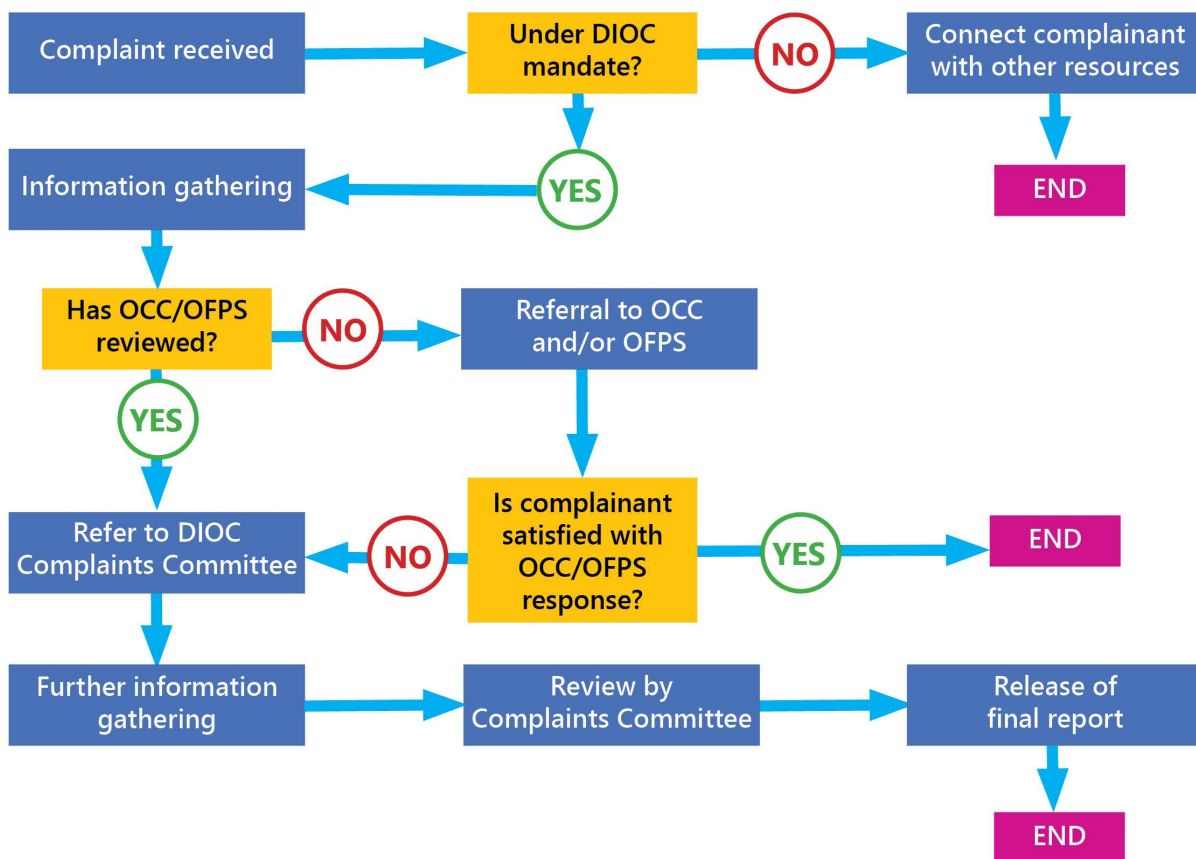 Complaint received
Under DIOC
mandate?
NO
Connect complainant
with other resources
END
YES
Information gathering
Has OCC/OFPS
reviewed?
NO
Referral to OCC
and/or OFPS
YES
Is complainant
satisfied with
OCC/OFPS
response?
YES
END
NO
Refer to DIOC
Complaints Committee
Further information
gathering
Review by
Complaints Committee
Release of
final report
END